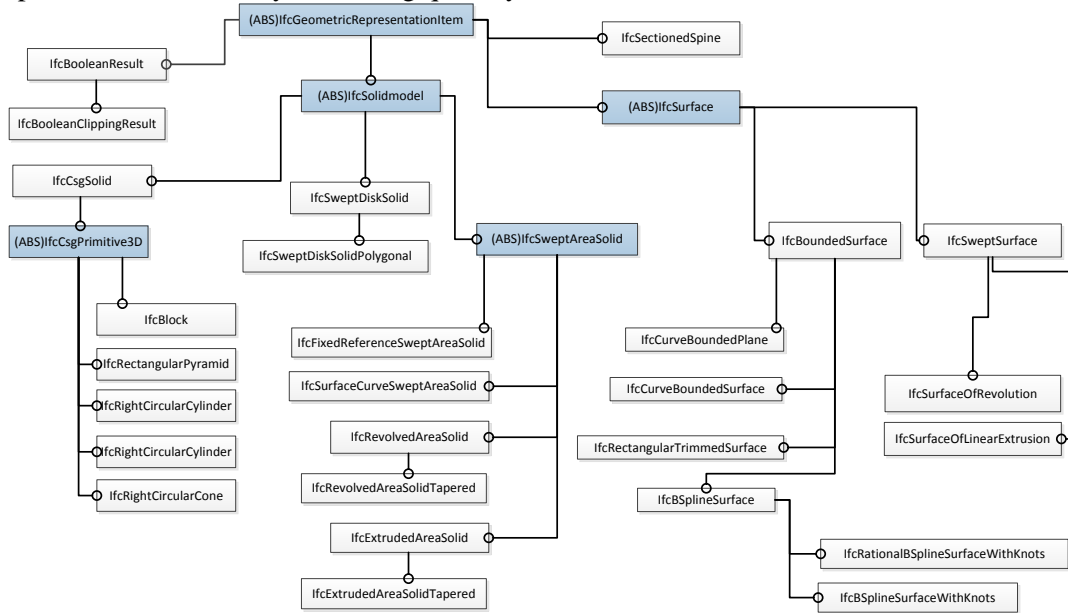 (ABS)IfcGeometricRepresentationItem
IfcSectionedSpine
IfcBooleanResult
(ABS)IfcSolidmodel
(ABS)IfcSurface
IfcBooleanClippingResult
IfcCsgSolid
IfcSweptDiskSolid
(ABS)IfcCsgPrimitive3D
IfcSweptDiskSolidPolygonal
(ABS)IfcSweptAreaSolid
IfcBoundedSurface
IfcSweptSurface
IfcBlock
IfcFixedReferenceSweptAreaSolid
IfcCurveBoundedPlane
IfcRectangularPyramid
IfcSurfaceCurveSweptAreaSolid
IfcCurveBoundedSurface
IfcSurfaceOfRevolution
IfcRightCircularCylinder
IfcRevolvedAreaSolid
IfcRectangularTrimmedSurface
IfcSurfaceOfLinearExtrusion
IfcRightCircularCylinder
IfcRevolvedAreaSolidTapered
IfcRightCircularCone
IfcBSplineSurface
IfcExtrudedAreaSolid
IfcRationalBSplineSurfaceWithKnots
IfcExtrudedAreaSolidTapered
IfcBSplineSurfaceWithKnots